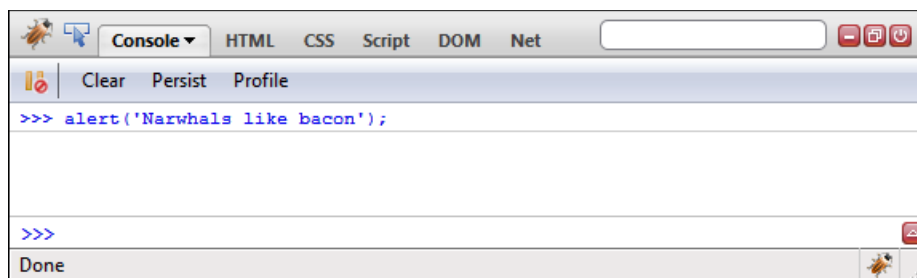 Console HTML CSS Script DOM Net
Clear Persist Profile
>>> alert('Narwhals like bacon');
>>>
Done